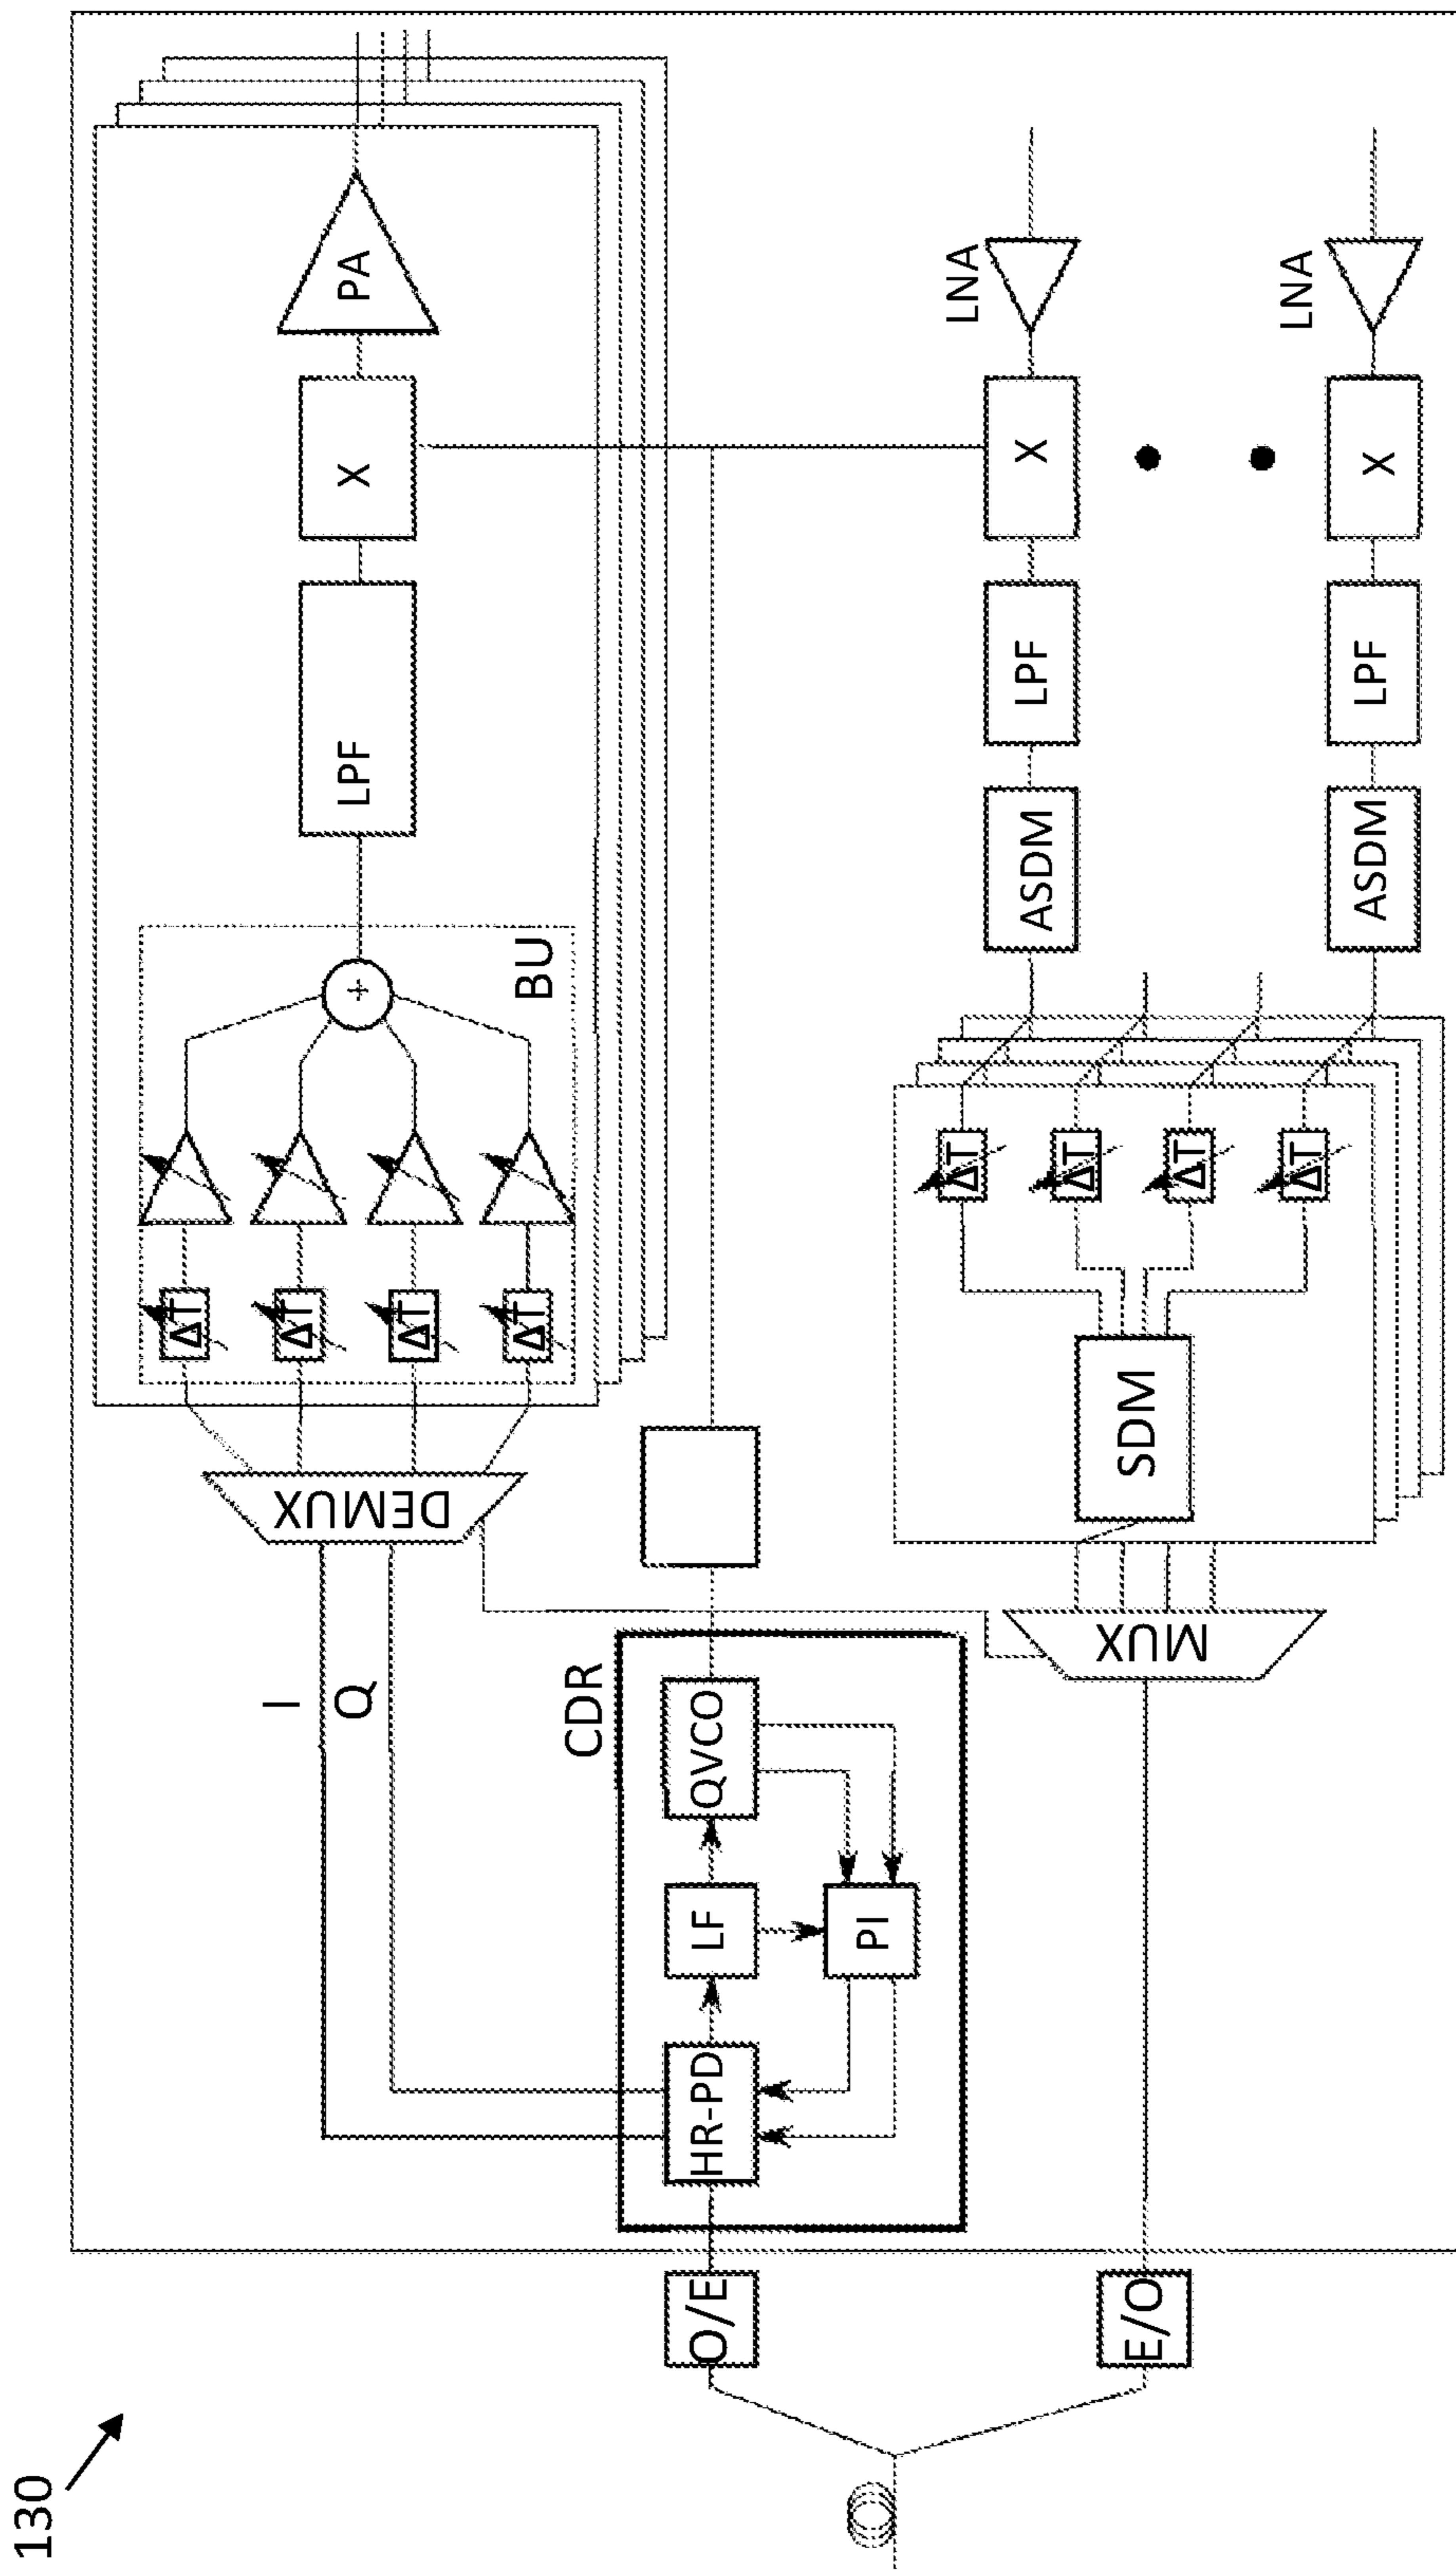 130
O/E
E/O
CDR
HR-PD
LF
QVCO
PI
I
Q
DEMUX
ΔT
ΔT
ΔT
ΔT
+
BU
LPF
X
PA
MUX
SDM
ΔT
ΔT
ΔT
ΔT
ASDM
LPF
X
LNA
ASDM
LPF
X
LNA